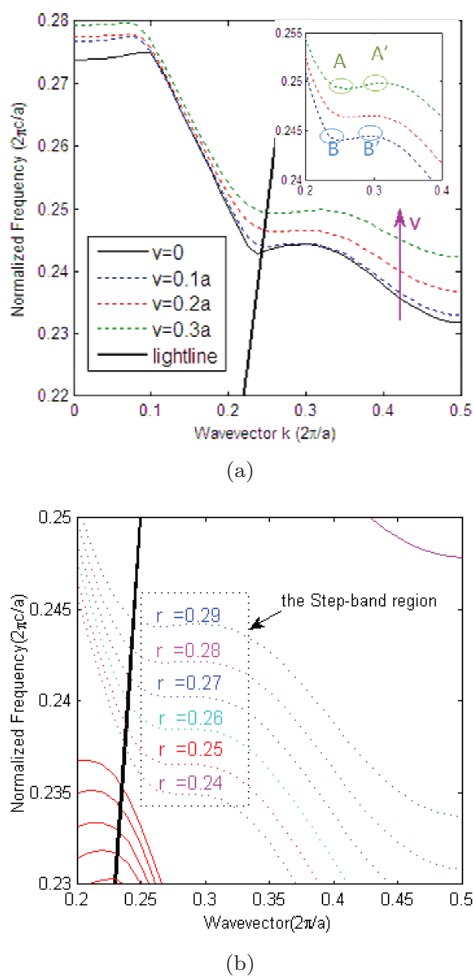 0.28
0.27
0.26
0.25
0.24
0.23
0.22
Normalized Frequency (2πc/a)
0.255
0.25
0.245
0.24
0.2
0.3
0.4
A
A'
B
B'
v
v=0
v=0.1a
v=0.2a
v=0.3a
lightline
0
0.1
0.2
0.3
0.4
0.5
Wavevector k (2π/a)
(a)
0.25
0.245
0.24
0.235
0.23
Normalized Frequency(2πc/a)
the Step-band region
r =0.29
r =0.28
r =0.27
r =0.26
r =0.25
r =0.24
0.2
0.25
0.3
0.35
0.4
0.45
0.5
Wavevector(2π/a)
(b)